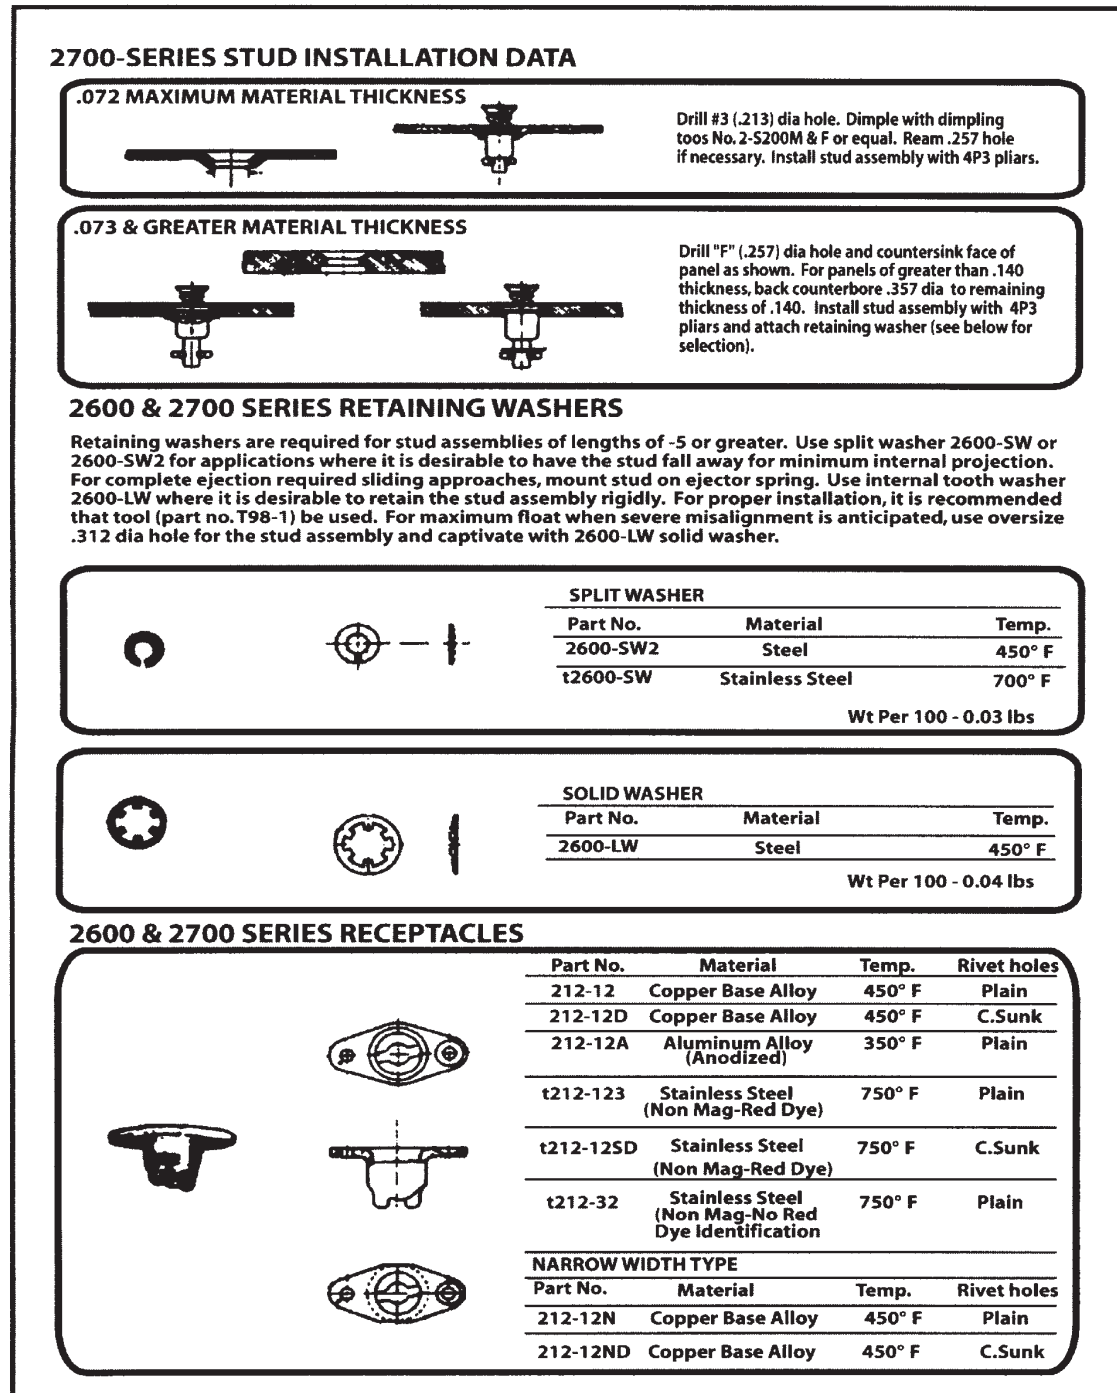 2700-SERIES STUD INSTALLATION DATA
.072 MAXIMUM MATERIAL THICKNESS
Drill #3 (.213) dia hole. Dimple with dimpling
toos No. 2-S200M & F or equal. Ream .257 hole
if necessary. Install stud assembly with 4P3 pliars.
.073 & GREATER MATERIAL THICKNESS
Drill "F" (.257) dia hole and countersink face of
panel as shown. For panels of greater than .140
thickness, back counterbore .357 dia to remaining
thickness of .140. Install stud assembly with 4P3
pliars and attach retaining washer (see below for
selection).
2600 & 2700 SERIES RETAINING WASHERS
Retaining washers are required for stud assemblies of lengths of -5 or greater. Use split washer 2600-SW or
2600-SW2 for applications where it is desirable to have the stud fall away for minimum internal projection.
For complete ejection required sliding approaches, mount stud on ejector spring. Use internal tooth washer
2600-LW where it is desirable to retain the stud assembly rigidly. For proper installation, it is recommended
that tool (part no. T98-1) be used. For maximum float when severe misalignment is anticipated, use oversize
.312 dia hole for the stud assembly and captivate with 2600-LW solid washer.
SPLIT WASHER
Part No. Material Temp.
2600-SW2 Steel 450° F
t2600-SW Stainless Steel 700° F
Wt Per 100 - 0.03 lbs
SOLID WASHER
Part No. Material Temp.
2600-LW Steel 450° F
Wt Per 100 - 0.04 lbs
2600 & 2700 SERIES RECEPTACLES
Part No. Material Temp. Rivet holes
212-12 Copper Base Alloy 450° F Plain
212-12D Copper Base Alloy 450° F C.Sunk
212-12A Aluminum Alloy 350° F Plain
(Anodized)
t212-123 Stainless Steel 750° F Plain
(Non Mag-Red Dye)
t212-12SD Stainless Steel 750° F C.Sunk
(Non Mag-Red Dye)
t212-32 Stainless Steel 750° F Plain
(Non Mag-No Red
Dye Identification
NARROW WIDTH TYPE
Part No. Material Temp. Rivet holes
212-12N Copper Base Alloy 450° F Plain
212-12ND Copper Base Alloy 450° F C.Sunk